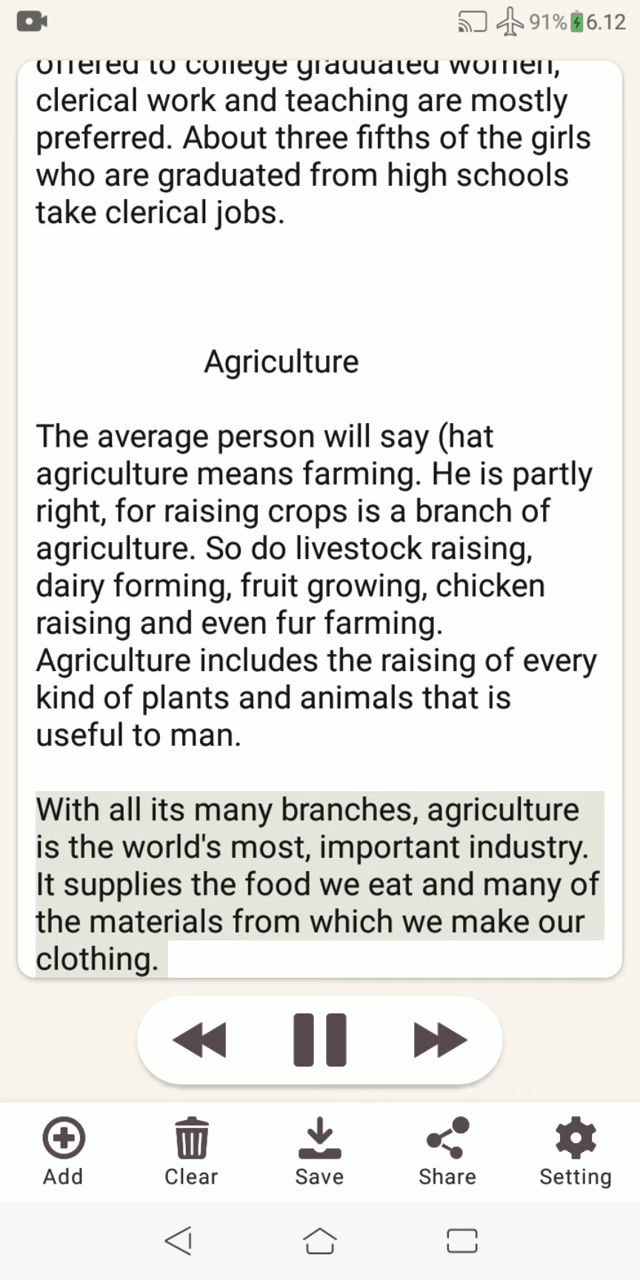 91% 6.12
offered to college graduated women,
clerical work and teaching are mostly
preferred. About three fifths of the girls
who are graduated from high schools
take clerical jobs.
Agriculture
The average person will say (hat
agriculture means farming. He is partly
right, for raising crops is a branch of
agriculture. So do livestock raising,
dairy forming, fruit growing, chicken
raising and even fur farming.
Agriculture includes the raising of every
kind of plants and animals that is
useful to man.
With all its many branches, agriculture
is the world's most, important industry.
It supplies the food we eat and many of
the materials from which we make our
clothing.
Add Clear Save Share Setting